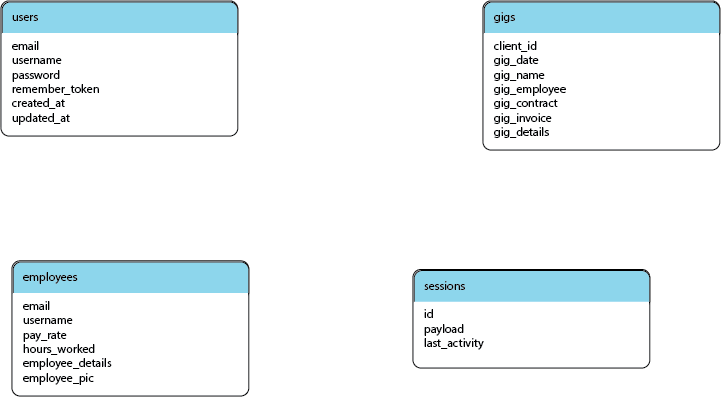 users
email
username
password
remember_token
created_at
updated_at
gigs
client_id
gig_date
gig_name
gig_employee
gig_contract
gig_invoice
gig_details
employees
email
username
pay_rate
hours_worked
employee_details
employee_pic
sessions
id
payload
last_activity